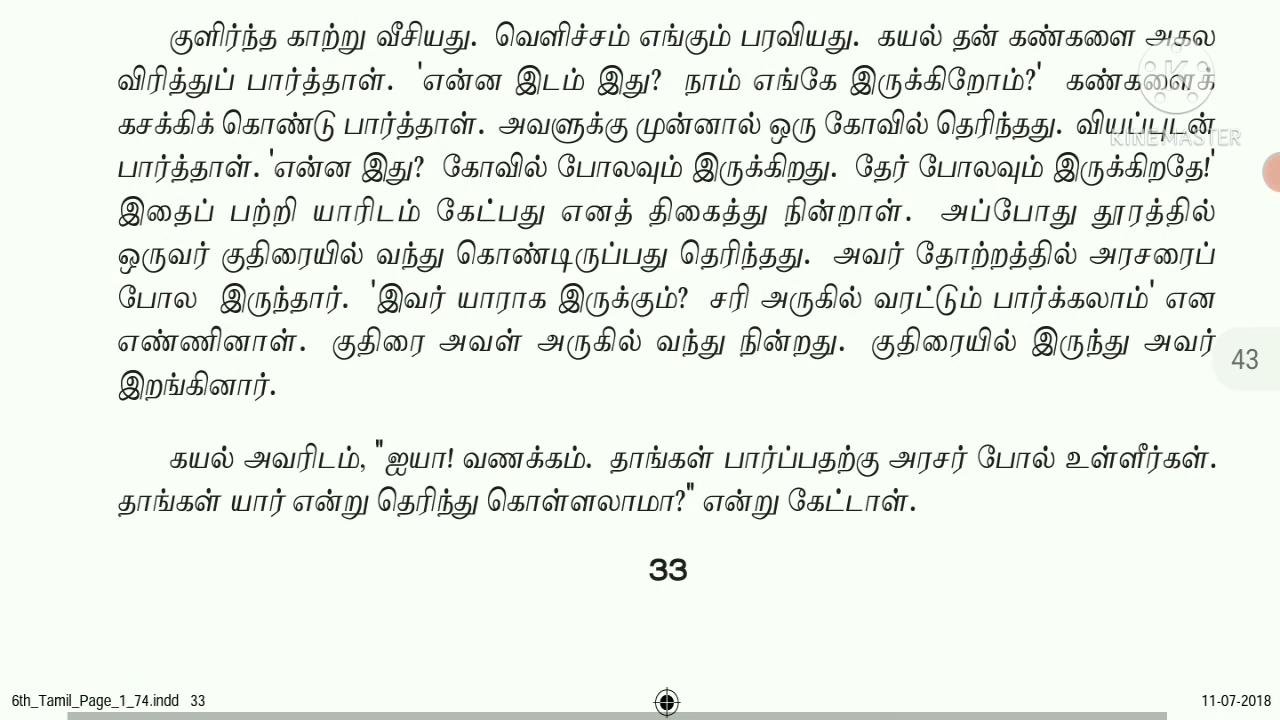 குளிர்ந்த காற்று வீசியது. வெளிச்சம் எங்கும் பரவியது. கயல் தன் கண்களை அகல
விரித்துப் பார்த்தாள். 'என்ன இடம் இது? நாம் எங்கே இருக்கிறோம்?' கண்களைக்
கசக்கிக் கொண்டு பார்த்தாள். அவளுக்கு முன்னால் ஒரு கோவில் தெரிந்தது. வியப்புடன்
KINEMASTER
பார்த்தாள். 'என்ன இது? கோவில் போலவும் இருக்கிறது. தேர் போலவும் இருக்கிறதே!'
இதைப் பற்றி யாரிடம் கேட்பது எனத் திகைத்து நின்றாள். அப்போது தூரத்தில்
ஒருவர் குதிரையில் வந்து கொண்டிருப்பது தெரிந்தது. அவர் தோற்றத்தில் அரசரைப்
போல இருந்தார். 'இவர் யாராக இருக்கும்? சரி அருகில் வரட்டும் பார்க்கலாம்' என
எண்ணினாள். குதிரை அவள் அருகில் வந்து நின்றது. குதிரையில் இருந்து அவர்
43
இறங்கினார்.
கயல் அவரிடம், "ஐயா! வணக்கம். தாங்கள் பார்ப்பதற்கு அரசர் போல் உள்ளீர்கள்.
தாங்கள் யார் என்று தெரிந்து கொள்ளலாமா?" என்று கேட்டாள்.
33
6th_Tamil_Page_1_74.indd 33
11-07-2018